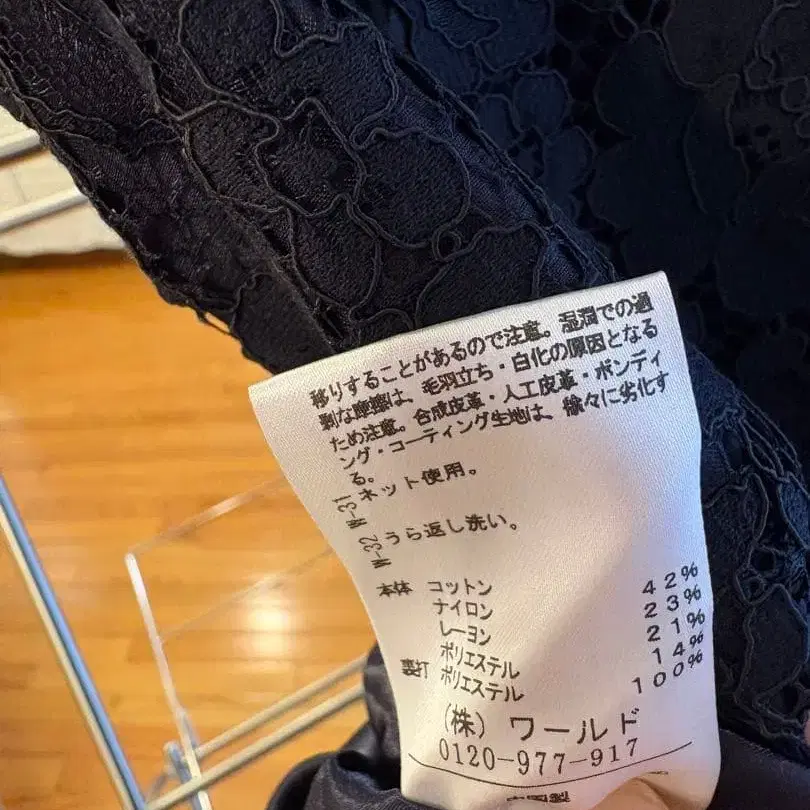 移りすることがあるので注意。湿潤での過
剰な摩擦は、毛羽立ち・白化の原因となる
ため注意。合成皮革・人工皮革・ボンディ
ング・コーティング生地は、徐々に劣化す
る。
W-31 ネット使用。
W-32 うら返し洗い。
本体 コットン 42%
ナイロン 23%
レーヨン 21%
ポリエステル 14%
裏打 ポリエステル 100%
(株) ワールド
0120-977-917